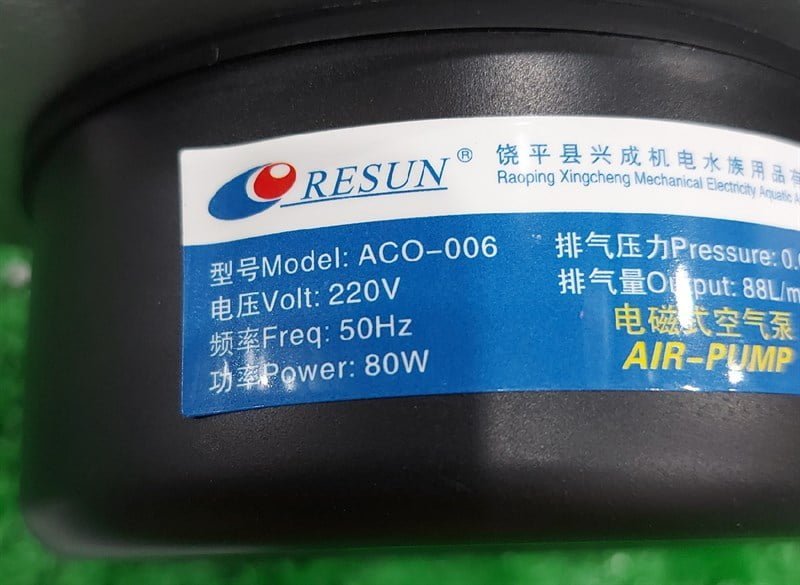 RESUN®
饶平县兴成机电水族用品有
Raoping Xingcheng Mechanical Electricity Aquatic
型号Model: ACO-006
电压Volt: 220V
频率Freq: 50Hz
功率Power: 80W
排气压力Pressure: 0.
排气量Output: 88L/m
电磁式空气泵
AIR-PUMP